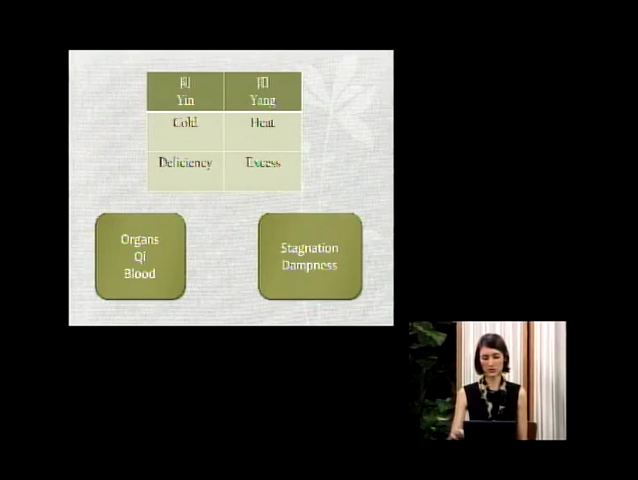 Yin Yang
Cold Heat
Deficiency Excess
Organs
Qi
Blood
Stagnation
Dampness